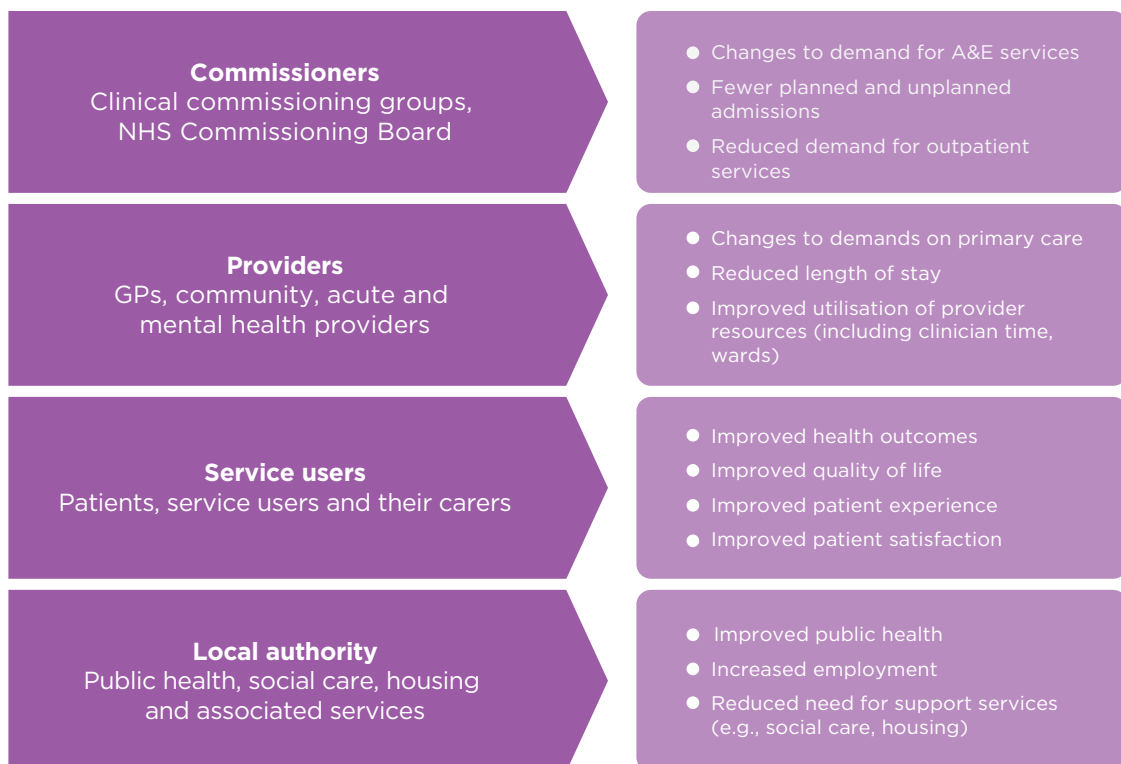 Commissioners
Clinical commissioning groups,
NHS Commissioning Board
● Changes to demand for A&E services
● Fewer planned and unplanned
admissions
● Reduced demand for outpatient
services
Providers
GPs, community, acute and
mental health providers
● Changes to demands on primary care
● Reduced length of stay
● Improved utilisation of provider
resources (including clinician time,
wards)
Service users
Patients, service users and their carers
● Improved health outcomes
● Improved quality of life
● Improved patient experience
● Improved patient satisfaction
Local authority
Public health, social care, housing
and associated services
● Improved public health
● Increased employment
● Reduced need for support services
(e.g., social care, housing)